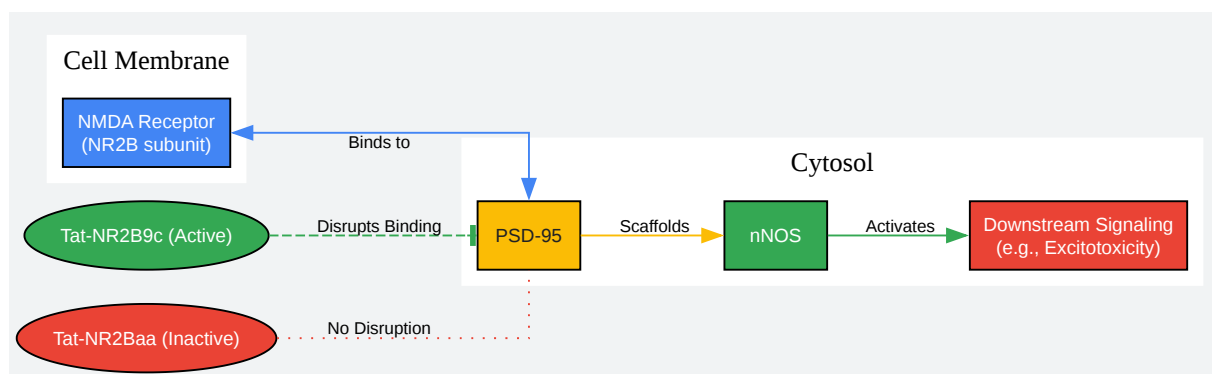 Cell Membrane
NMDA Receptor
(NR2B subunit)
Binds to
Cytosol
Tat-NR2B9c (Active)
Disrupts Binding
PSD-95
Scaffolds
nNOS
Activates
Downstream Signaling
(e.g., Excitotoxicity)
Tat-NR2Baa (Inactive)
No Disruption